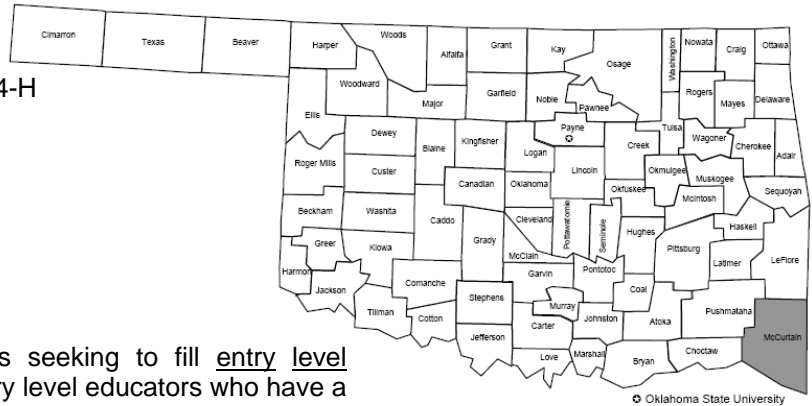 Cimarron Texas Beaver Harper Woods Alfalfa Grant Kay Osage Washington Nowata Craig Ottawa
4-H
Woodward Major Garfield Noble Pawnee Rogers Mayes Delaware
Ellis Dewey Blaine Kingfisher Logan Payne Creek Tulsa Wagoner Cherokee Adair
Roger Mills Custer Canadian Oklahoma Lincoln Okfuskee Okmulgee Muskogee McIntosh Sequoyah
Beckham Washita Caddo Grady Cleveland Pottawatomie Seminole Hughes Pittsburg Haskell
Greer Kiowa McClain Garvin Pontotoc Latimer LeFlore
Harmon Jackson Comanche Stephens Murray Coal
Tillman Cotton Jefferson Carter Johnston Atoka Pushmataha McCurtain
Love Marshall Bryan Choctaw
s seeking to fill entry level
ry level educators who have a
Oklahoma State University